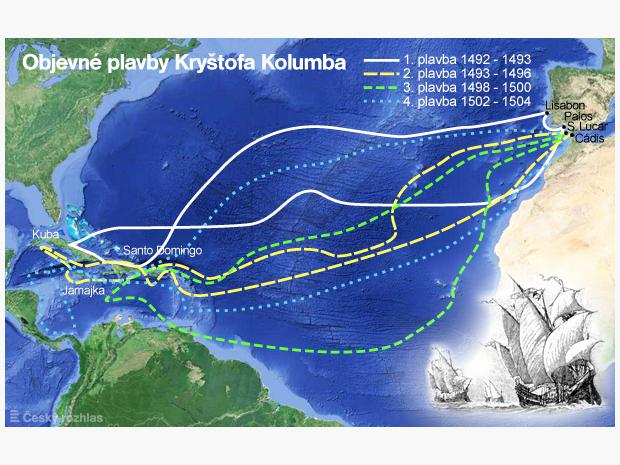 Objevné plavby Kryštofa Kolumba
1. plavba 1492 - 1493
2. plavba 1493 - 1496
3. plavba 1498 - 1500
4. plavba 1502 - 1504
Lisabon
Palos
S. Lucar
Cádis
Kuba
Santo Domingo
Jamajka
Český rozhlas